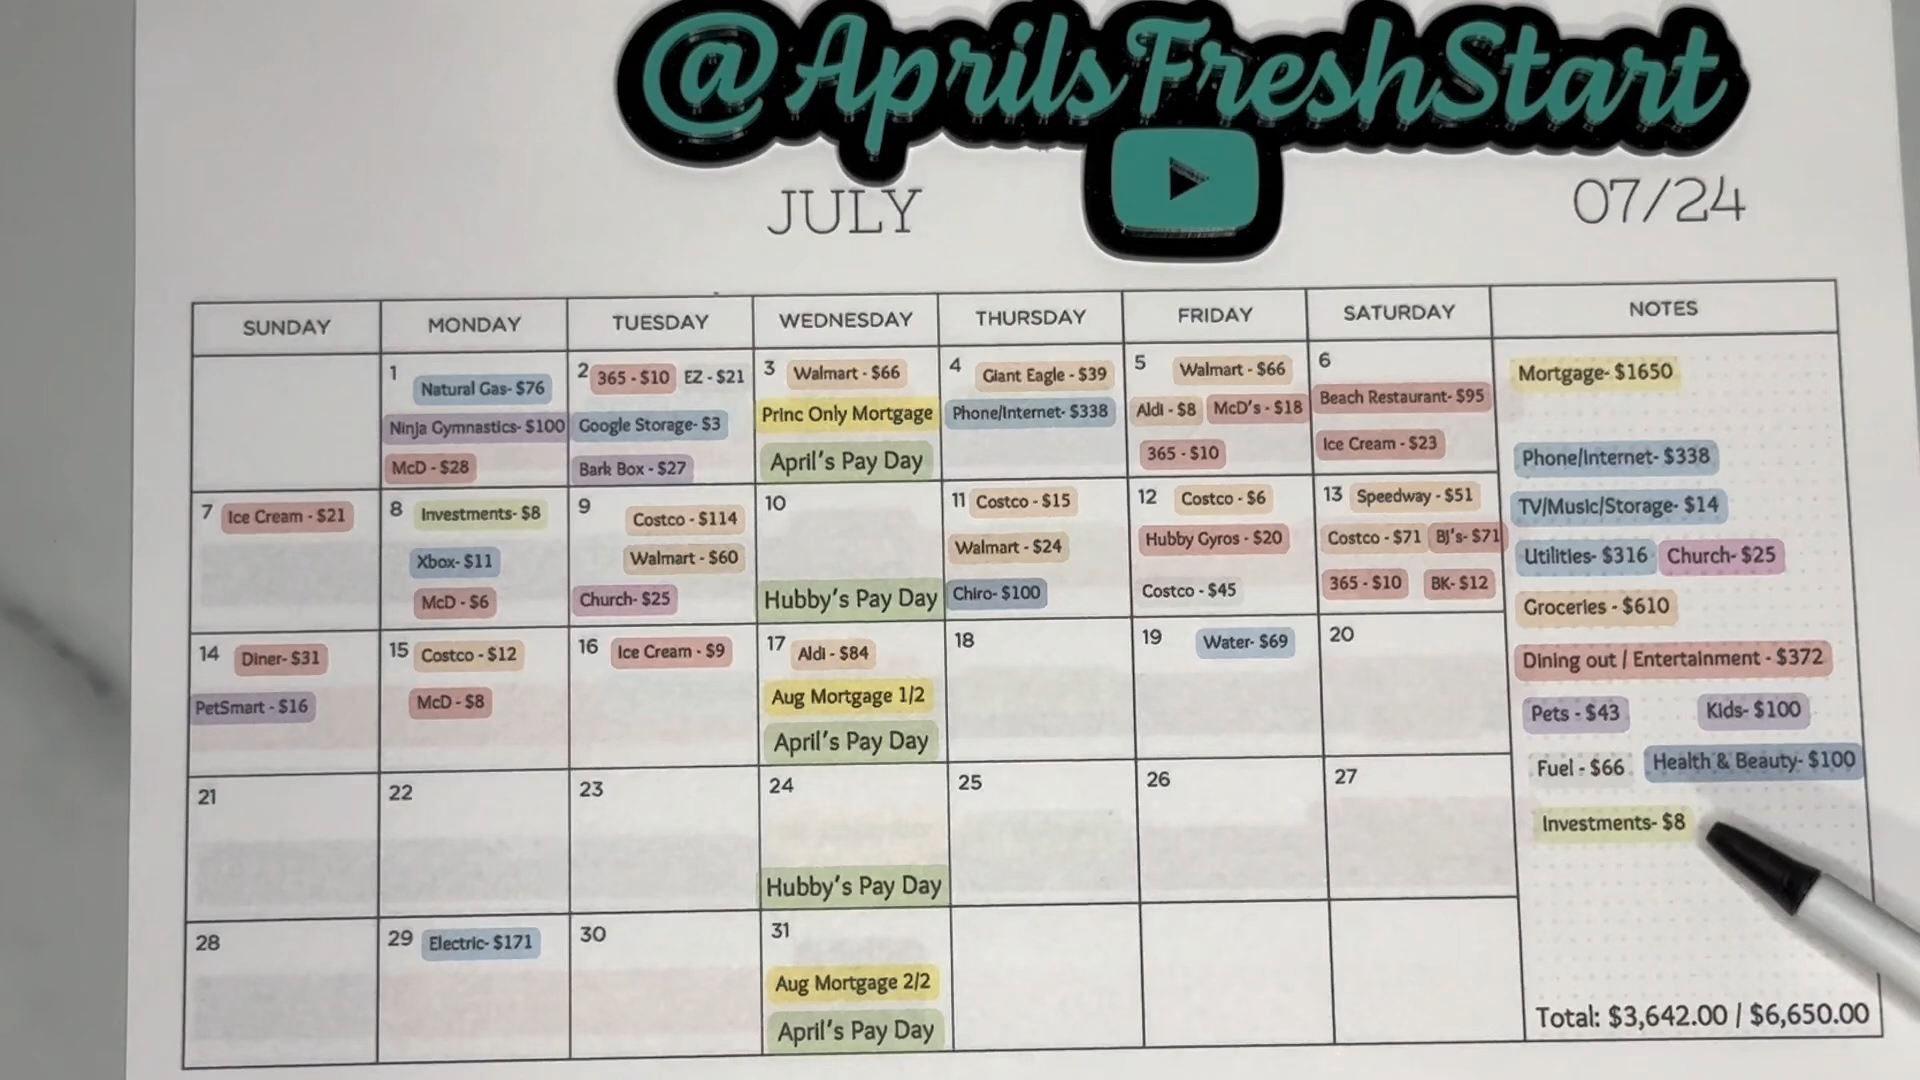 @AprilsFreshStart
JULY
07/24
SUNDAY MONDAY TUESDAY WEDNESDAY THURSDAY FRIDAY SATURDAY NOTES
1
Natural Gas- $76
Ninja Gymnastics- $100
McD - $28
2
365 - $10 EZ - $21
Google Storage- $3
Bark Box - $27
3
Walmart - $66
Princ Only Mortgage
April's Pay Day
4
Giant Eagle - $39
Phone/Internet- $338
5
Walmart - $66
Aldi - $8 McD's - $18
365 - $10
6
Beach Restaurant- $95
Ice Cream - $23
7
Ice Cream - $21
8
Investments- $8
Xbox- $11
McD - $6
9
Costco - $114
Walmart - $60
Church- $25
10
Hubby's Pay Day
11
Costco - $15
Walmart - $24
Chiro- $100
12
Costco - $6
Hubby Gyros - $20
Costco - $45
13
Speedway - $51
Costco - $71 BJ's- $71
365 - $10 BK- $12
14
Diner- $31
PetSmart - $16
15
Costco - $12
McD - $8
16
Ice Cream - $9
17
Aldi - $84
Aug Mortgage 1/2
April's Pay Day
18
19
Water- $69
20
21
22
23
24
Hubby's Pay Day
25
26
27
28
29
Electric- $171
30
31
Aug Mortgage 2/2
April's Pay Day
Mortgage- $1650
Phone/Internet- $338
TV/Music/Storage- $14
Utilities- $316 Church- $25
Groceries - $610
Dining out / Entertainment - $372
Pets - $43 Kids- $100
Fuel - $66 Health & Beauty- $100
Investments- $8
Total: $3,642.00 / $6,650.00